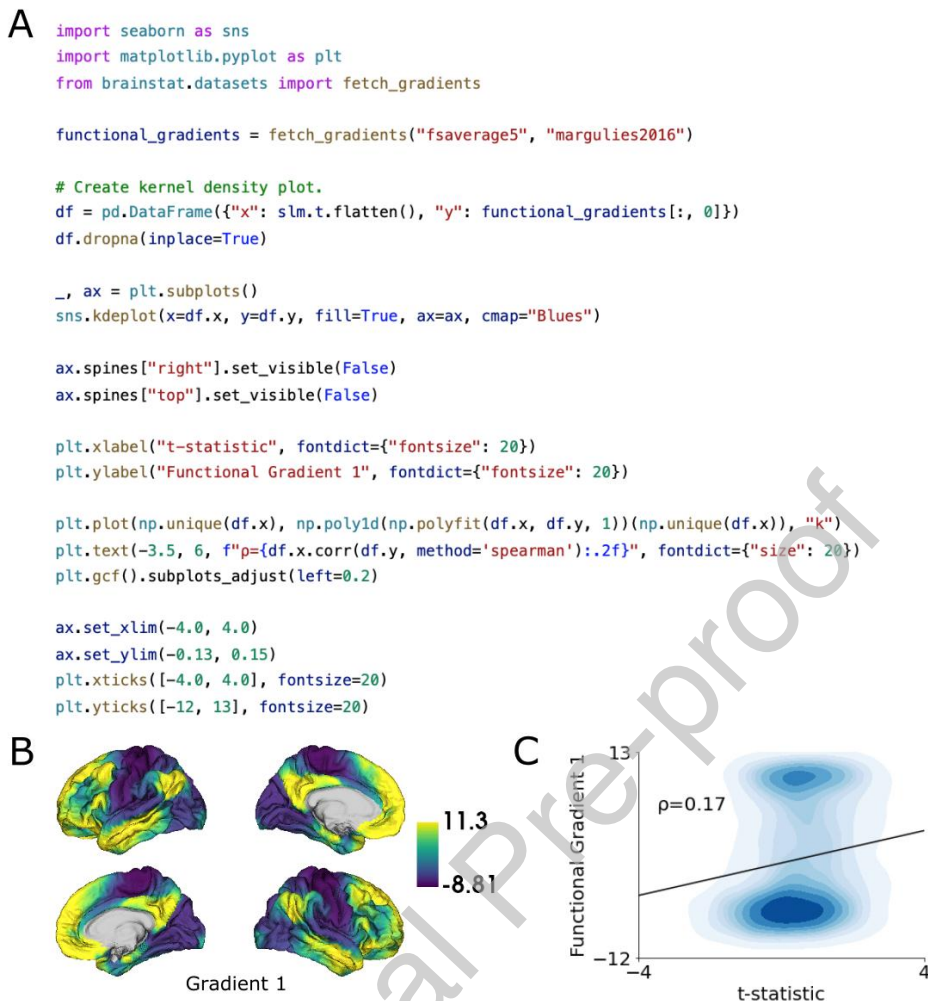 A
import seaborn as sns
import matplotlib.pyplot as plt
from brainstat.datasets import fetch_gradients
functional_gradients = fetch_gradients("fsaverage5", "margulies2016")
# Create kernel density plot.
df = pd.DataFrame({"x": slm.t.flatten(), "y": functional_gradients[:, 0]})
df.dropna(inplace=True)
_, ax = plt.subplots()
sns.kdeplot(x=df.x, y=df.y, fill=True, ax=ax, cmap="Blues")
ax.spines["right"].set_visible(False)
ax.spines["top"].set_visible(False)
plt.xlabel("t-statistic", fontdict={"fontsize": 20})
plt.ylabel("Functional Gradient 1", fontdict={"fontsize": 20})
plt.plot(np.unique(df.x), np.poly1d(np.polyfit(df.x, df.y, 1))(np.unique(df.x)), "k")
plt.text(-3.5, 6, f"ρ={df.x.corr(df.y, method='spearman'):.2f}", fontdict={"size": 20})
plt.gcf().subplots_adjust(left=0.2)
ax.set_xlim(-4.0, 4.0)
ax.set_ylim(-0.13, 0.15)
plt.xticks([-4.0, 4.0], fontsize=20)
plt.yticks([-12, 13], fontsize=20)
B
11.3
-8.81
Gradient 1
C
13
Functional Gradient 1
ρ=0.17
−12
−4
4
t-statistic
al Pre-proof